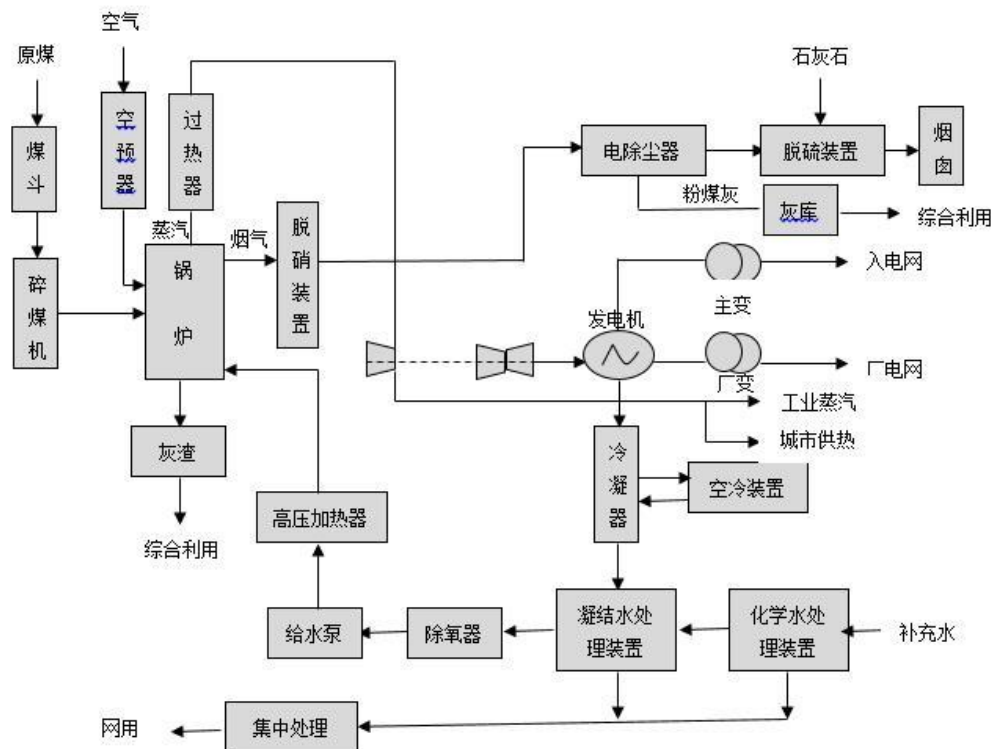 空气
原煤
石灰石
煤斗
空预器
过热器
电除尘器
脱硫装置
烟囱
粉煤灰
灰库
综合利用
蒸汽
烟气
脱硝装置
锅炉
碎煤机
入电网
主变
发电机
厂变
厂电网
工业蒸汽
城市供热
灰渣
冷凝器
空冷装置
高压加热器
综合利用
给水泵
除氧器
凝结水处理装置
化学水处理装置
补充水
网用
集中处理